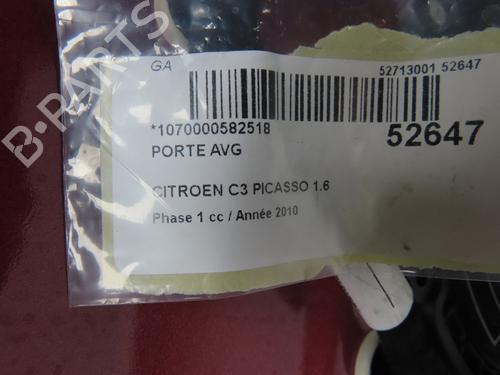 GA
52713001 52647
*1070000582518
52647
PORTE AVG
CITROEN C3 PICASSO 1.6
Phase 1 cc / Année 2010
B-PARTS